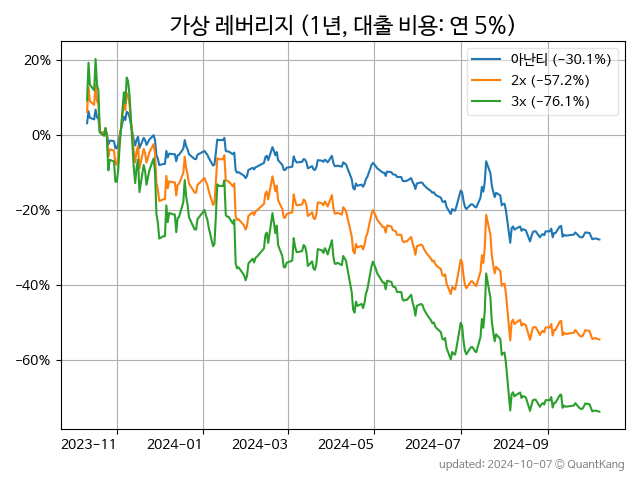 가상 레버리지 (1년, 대출 비용: 연 5%)
아난티 (−30.1%)
2x (−57.2%)
3x (−76.1%)
20%
0%
−20%
−40%
−60%
2023-11
2024-01
2024-03
2024-05
2024-07
2024-09
updated: 2024-10-07 © QuantKang